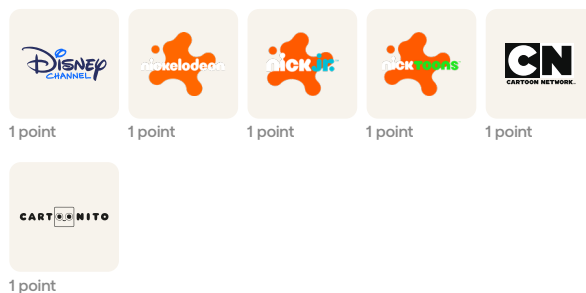 Disney
CHANNEL
nickelodeon
nick jr.
nicktoons
CN
CARTOON NETWORK
1 point
1 point
1 point
1 point
1 point
CARTOONITO
1 point